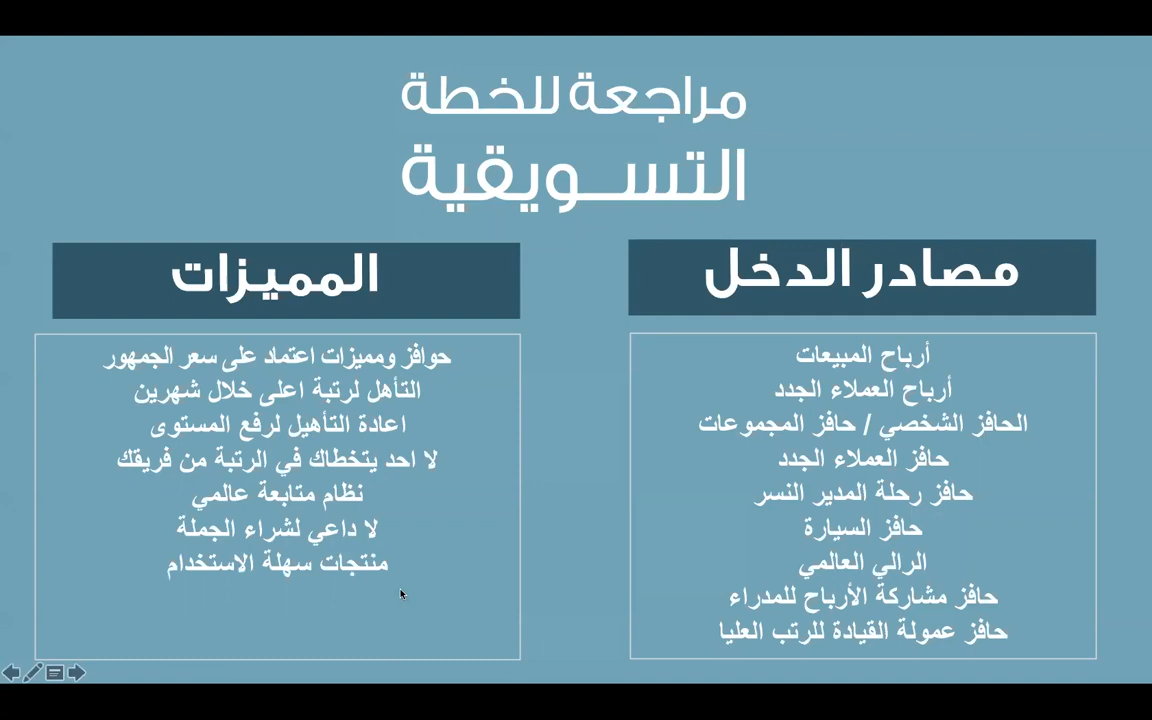 مراجعة للخطة
التسويقية
مصادر الدخل
أرباح المبيعات
أرباح العملاء الجدد
الحافز الشخصي / حافز المجموعات
حافز العملاء الجدد
حافز رحلة المدير النسر
حافز السيارة
الرالي العالمي
حافز مشاركة الأرباح للمدراء
حافز عمولة القيادة للرتب العليا
المميزات
حوافز ومميزات اعتماد على سعر الجمهور
التأهل لرتبة اعلى خلال شهرين
اعادة التأهيل لرفع المستوى
لا احد يتخطاك في الرتبة من فريقك
نظام متابعة عالمي
لا داعي لشراء الجملة
منتجات سهلة الاستخدام